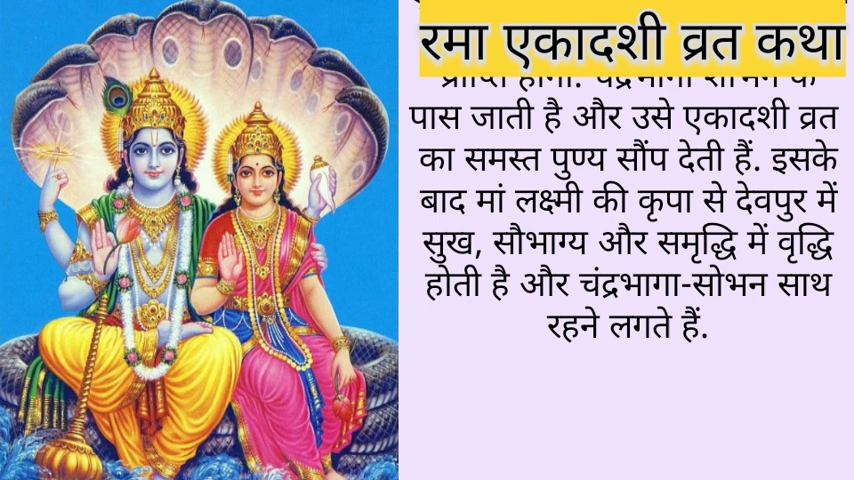 रमा एकादशी व्रत कथा
पास जाती है और उसे एकादशी व्रत
का समस्त पुण्य सौंप देती हैं. इसके
बाद मां लक्ष्मी की कृपा से देवपुर में
सुख, सौभाग्य और समृद्धि में वृद्धि
होती है और चंद्रभागा-सोभन साथ
रहने लगते हैं.